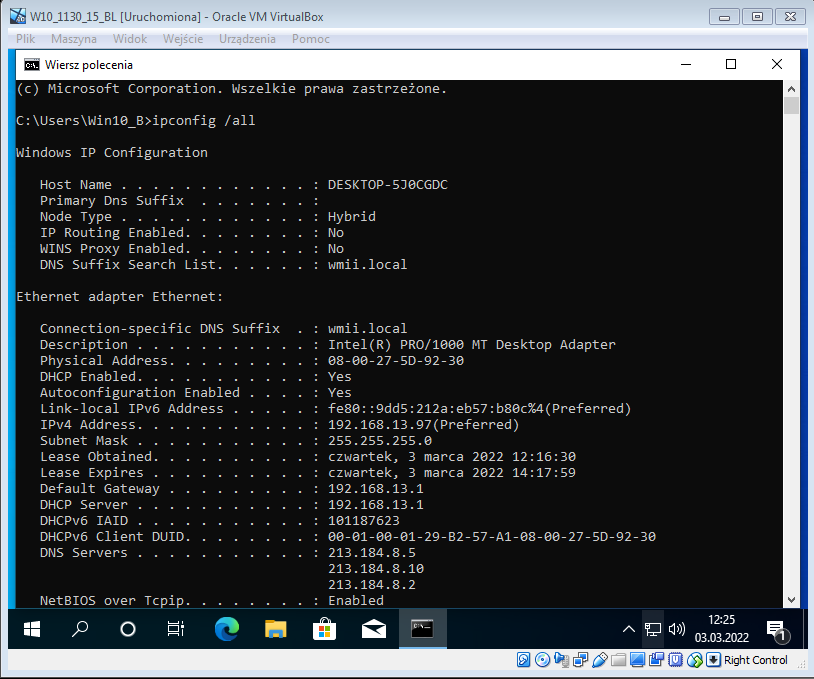 W10_1130_15_BL [Uruchomiona] - Oracle VM VirtualBox
Plik Maszyna Widok Wejście Urządzenia Pomoc
Wiersz polecenia
(c) Microsoft Corporation. Wszelkie prawa zastrzeżone.
C:\Users\Win10_B>ipconfig /all
Windows IP Configuration
Host Name . . . . . . . . . . . . : DESKTOP-5J0CGDC
Primary Dns Suffix  . . . . . . . :
Node Type . . . . . . . . . . . . : Hybrid
IP Routing Enabled. . . . . . . . : No
WINS Proxy Enabled. . . . . . . . : No
DNS Suffix Search List. . . . . . : wmii.local
Ethernet adapter Ethernet:
Connection-specific DNS Suffix  . : wmii.local
Description . . . . . . . . . . . : Intel(R) PRO/1000 MT Desktop Adapter
Physical Address. . . . . . . . . : 08-00-27-5D-92-30
DHCP Enabled. . . . . . . . . . . : Yes
Autoconfiguration Enabled . . . . : Yes
Link-local IPv6 Address . . . . . : fe80::9dd5:212a:eb57:b80c%4(Preferred)
IPv4 Address. . . . . . . . . . . : 192.168.13.97(Preferred)
Subnet Mask . . . . . . . . . . . : 255.255.255.0
Lease Obtained. . . . . . . . . . : czwartek, 3 marca 2022 12:16:30
Lease Expires . . . . . . . . . . : czwartek, 3 marca 2022 14:17:59
Default Gateway . . . . . . . . . : 192.168.13.1
DHCP Server . . . . . . . . . . . : 192.168.13.1
DHCPv6 IAID . . . . . . . . . . . : 101187623
DHCPv6 Client DUID. . . . . . . . : 00-01-00-01-29-B2-57-A1-08-00-27-5D-92-30
DNS Servers . . . . . . . . . . . : 213.184.8.5
213.184.8.10
213.184.8.2
NetBIOS over Tcpip. . . . . . . . : Enabled
12:25
03.03.2022
1
Right Control